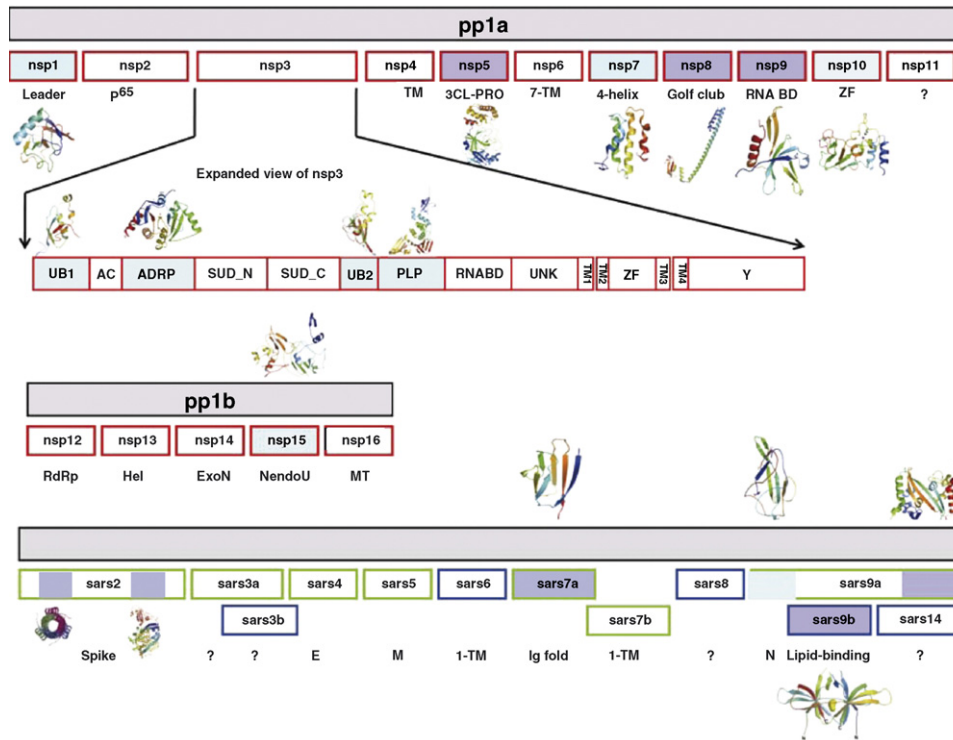 pp1a
nsp1 nsp2 nsp3 nsp4 nsp5 nsp6 nsp7 nsp8 nsp9 nsp10 nsp11
Leader p65 TM 3CL-PRO 7-TM 4-helix Golf club RNA BD ZF ?
Expanded view of nsp3
UB1 AC ADRP SUD_N SUD_C UB2 PLP RNABD UNK TM1 TM2 ZF TM3 TM4 Y
pp1b
nsp12 nsp13 nsp14 nsp15 nsp16
RdRp Hel ExoN NendoU MT
sars2 sars3a sars4 sars5 sars6 sars7a sars8 sars9a
sars3b sars7b sars9b sars14
Spike ? ? E M 1-TM Ig fold 1-TM ? N Lipid-binding ?